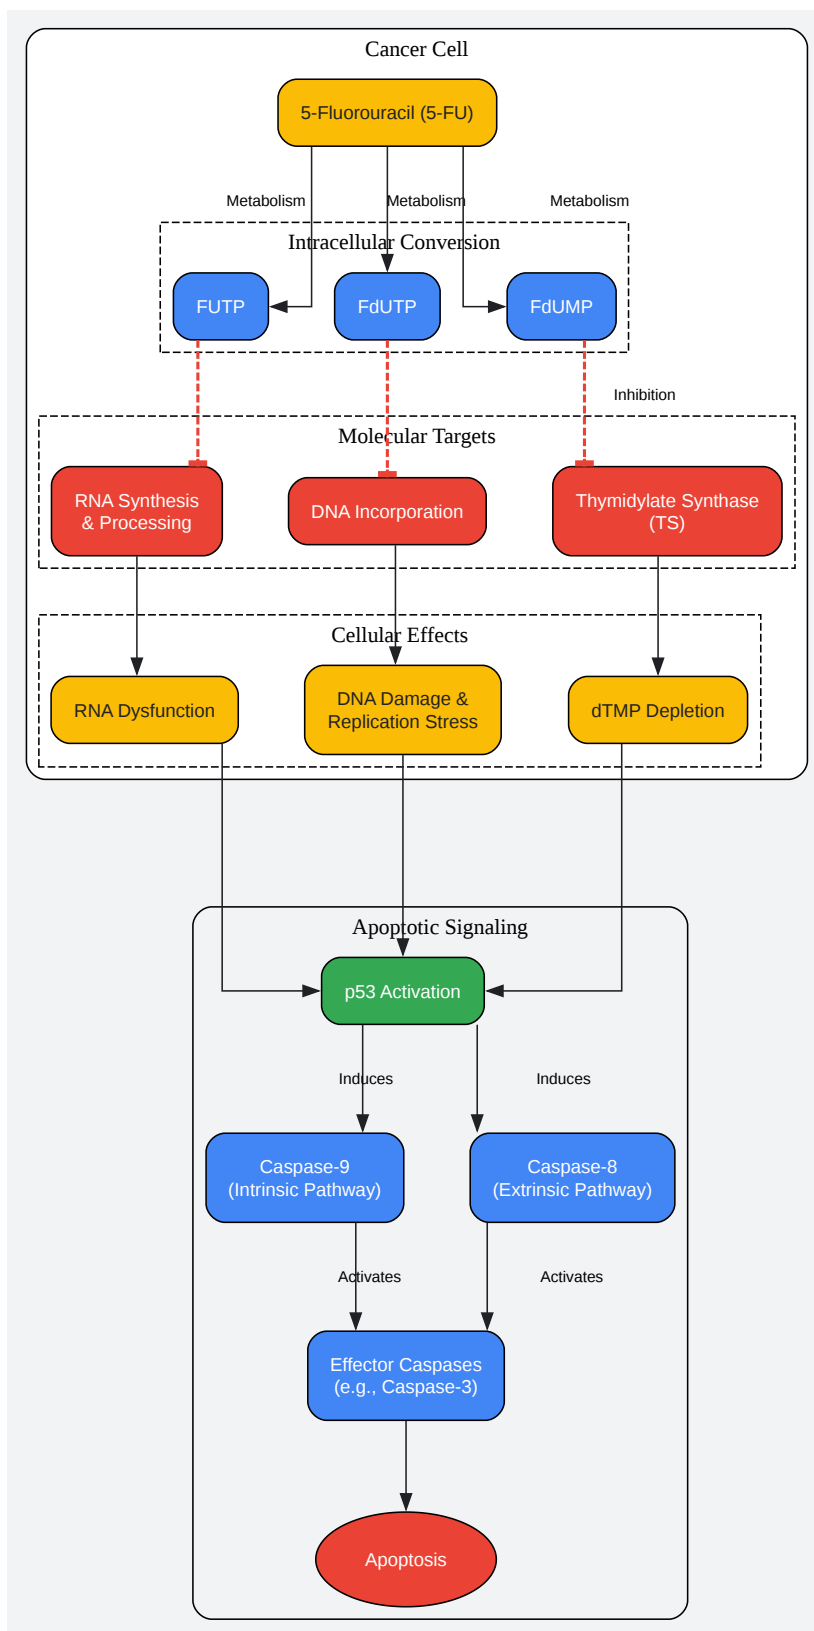 Cancer Cell
5-Fluorouracil (5-FU)
Metabolism
Metabolism
Metabolism
Intracellular Conversion
FUTP
FdUTP
FdUMP
Inhibition
Molecular Targets
RNA Synthesis
& Processing
DNA Incorporation
Thymidylate Synthase
(TS)
Cellular Effects
RNA Dysfunction
DNA Damage &
Replication Stress
dTMP Depletion
Apoptotic Signaling
p53 Activation
Induces
Induces
Caspase-9
(Intrinsic Pathway)
Caspase-8
(Extrinsic Pathway)
Activates
Activates
Effector Caspases
(e.g., Caspase-3)
Apoptosis